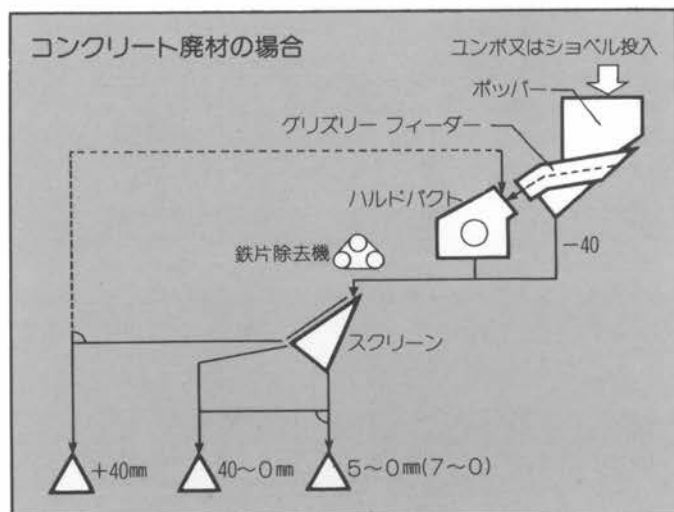 コンクリート廃材の場合
ユンボ又はショベル投入
ポッパー
グリズリー フィーダー
ハルドパクト
−40
鉄片除去機
スクリーン
+40mm
40〜0mm
5〜0mm(7〜0)